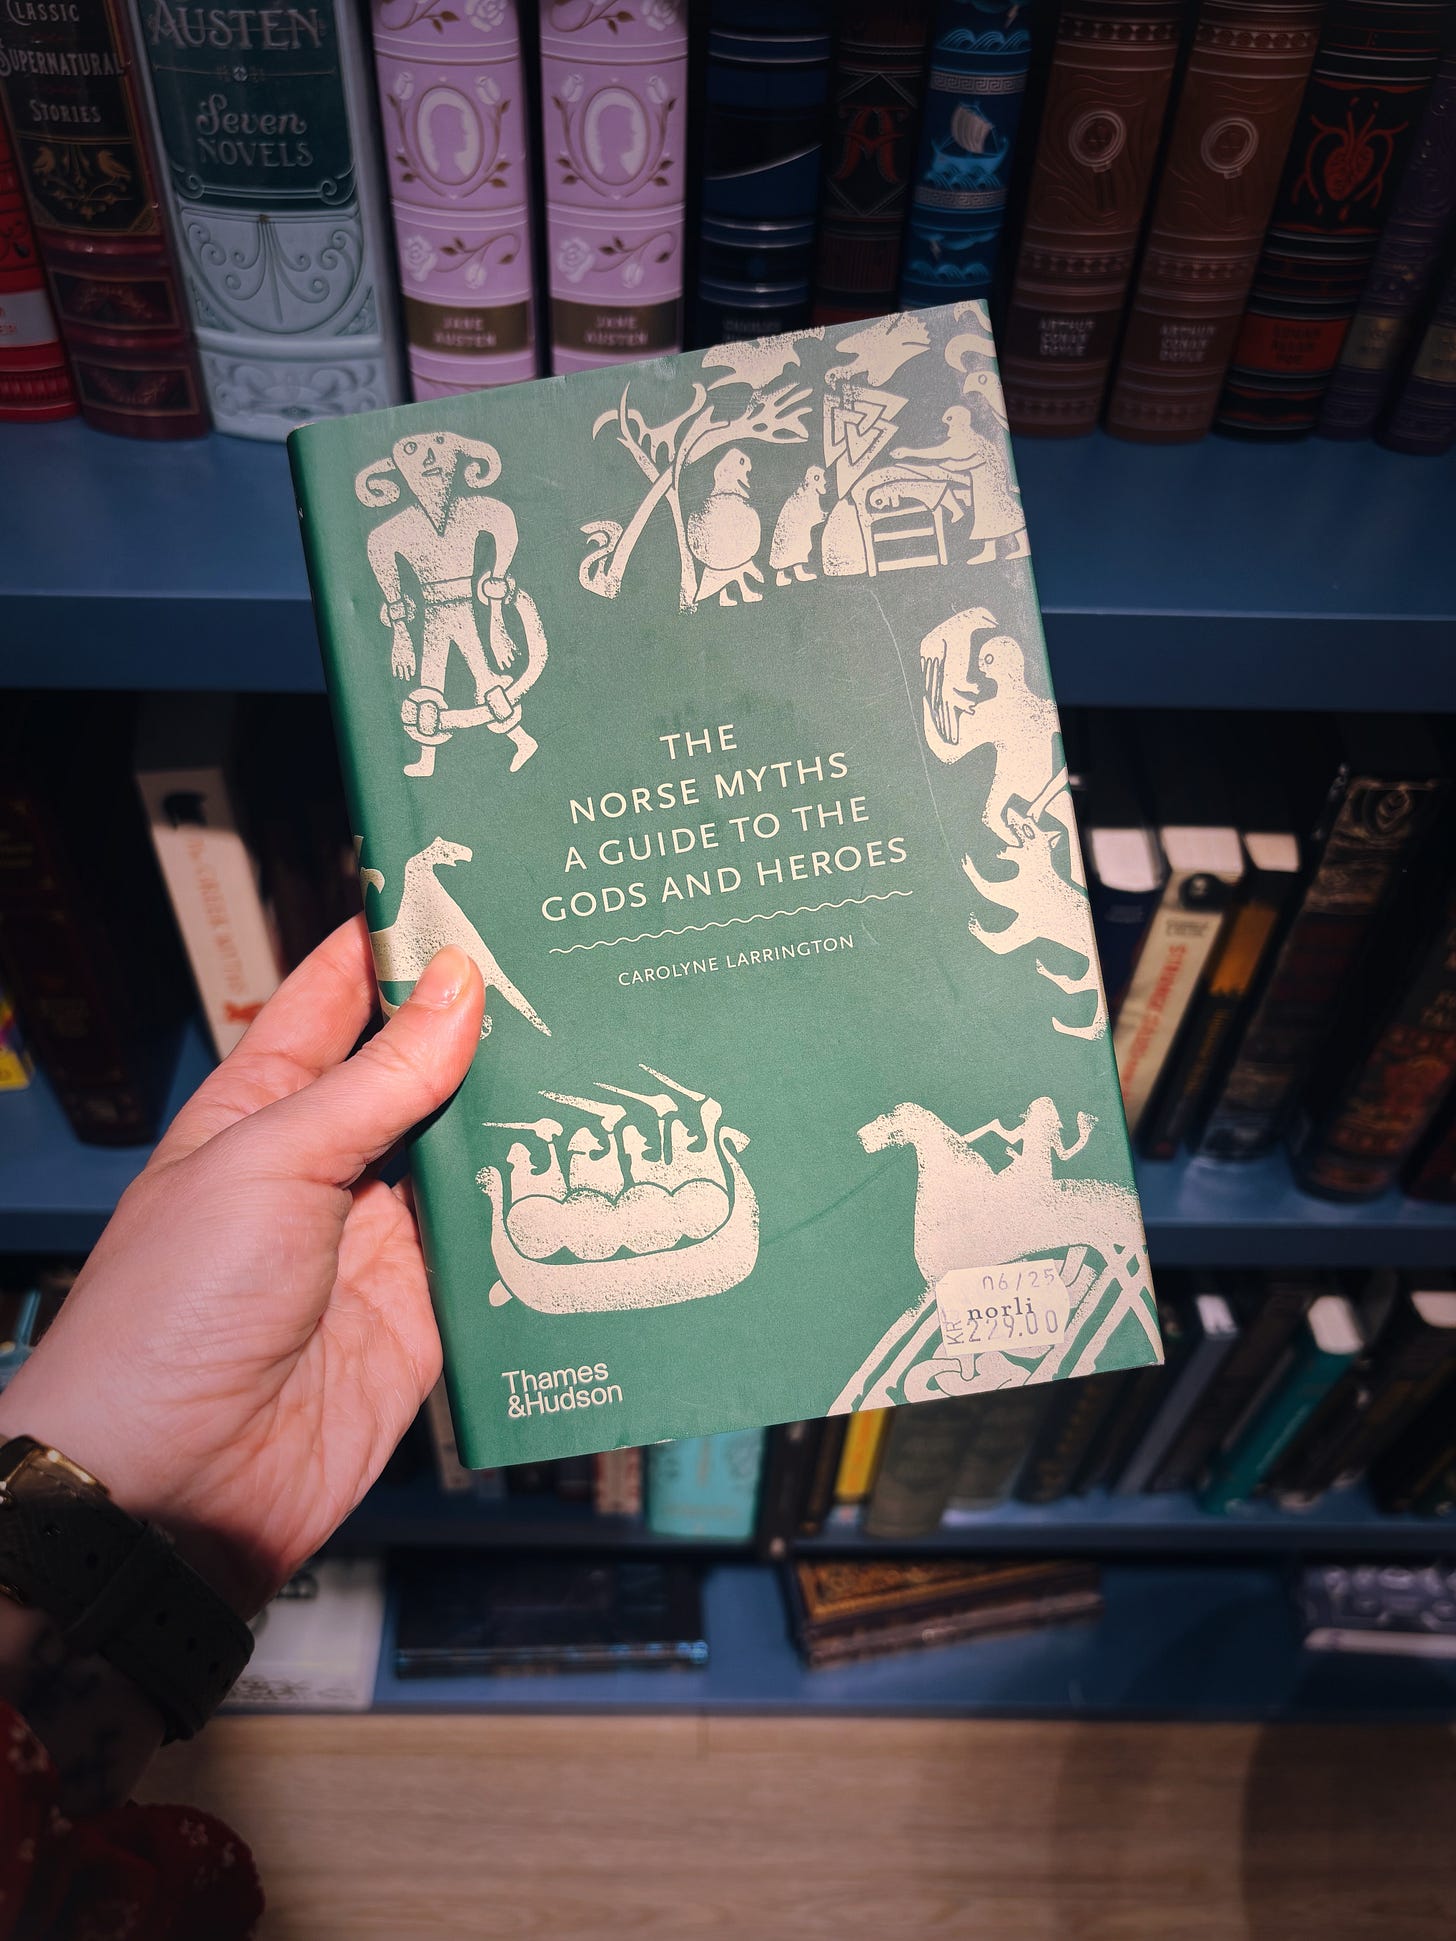 CLASSIC
SUPERNATURAL
STORIES
AUSTEN
Seven
NOVELS
JANE
AUSTEN
JANE
AUSTEN
ARTHUR
CONAN
DOYLE
ARTHUR
CONAN
DOYLE
THE
NORSE MYTHS
A GUIDE TO THE
GODS AND HEROES
CAROLYNE LARRINGTON
Thames
&Hudson
06/25
norli
KR
229.00